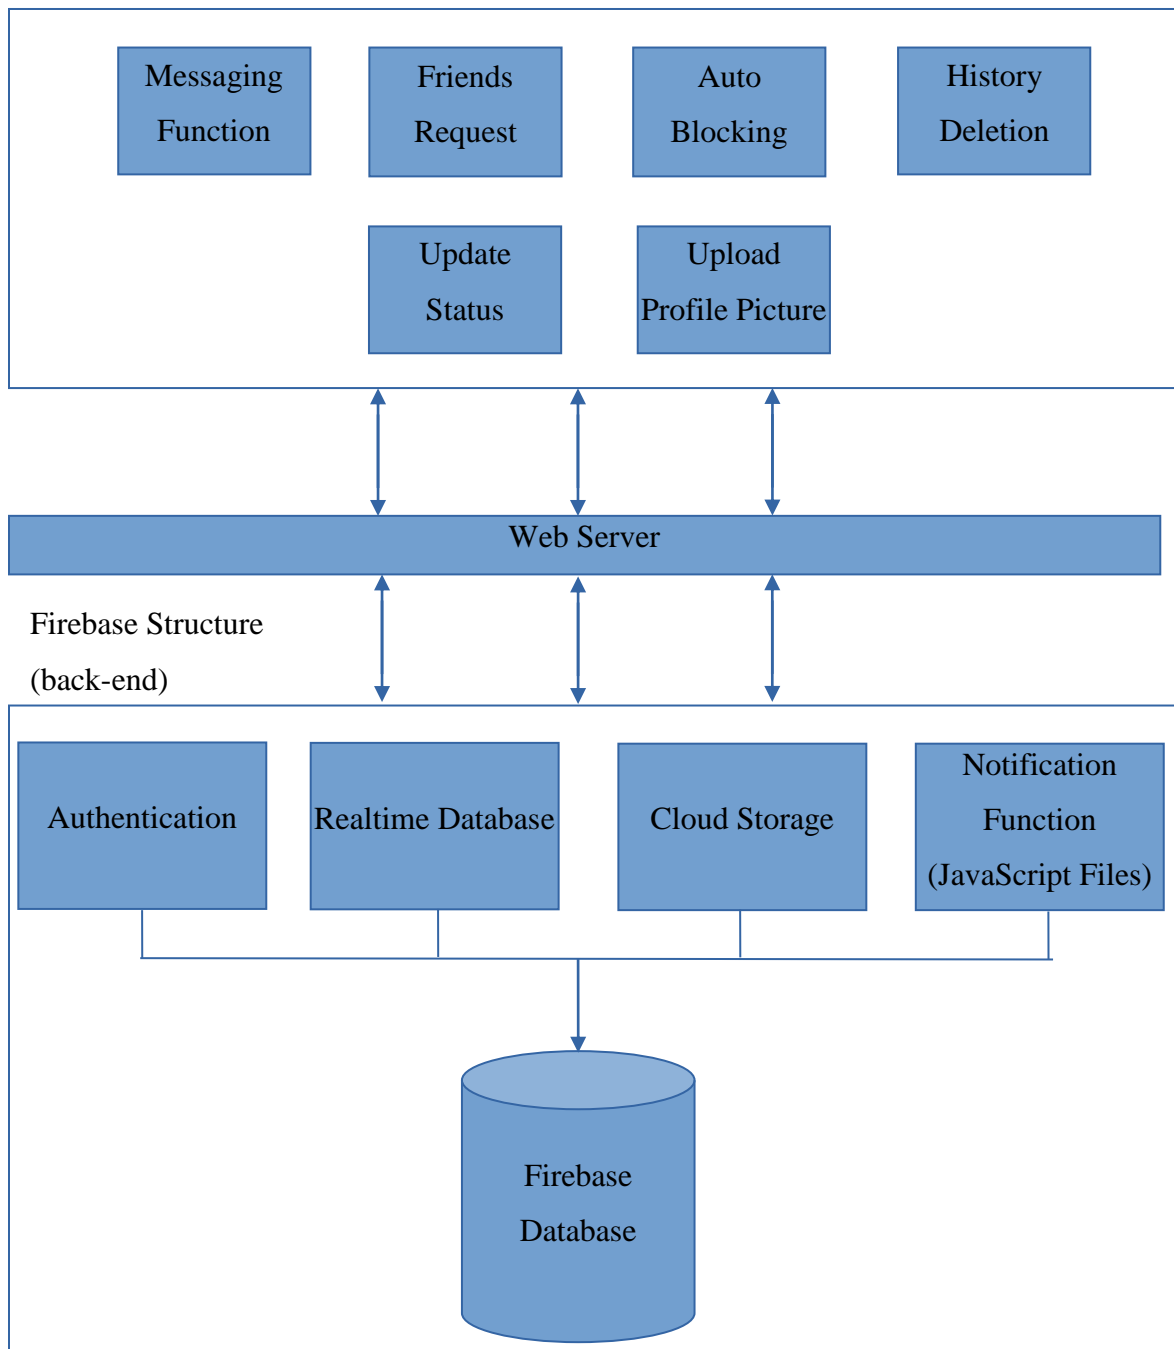 Messaging
Function
Friends
Request
Auto
Blocking
History
Deletion
Update
Status
Upload
Profile Picture
Web Server
Firebase Structure
(back-end)
Authentication
Realtime Database
Cloud Storage
Notification
Function
(JavaScript Files)
Firebase
Database